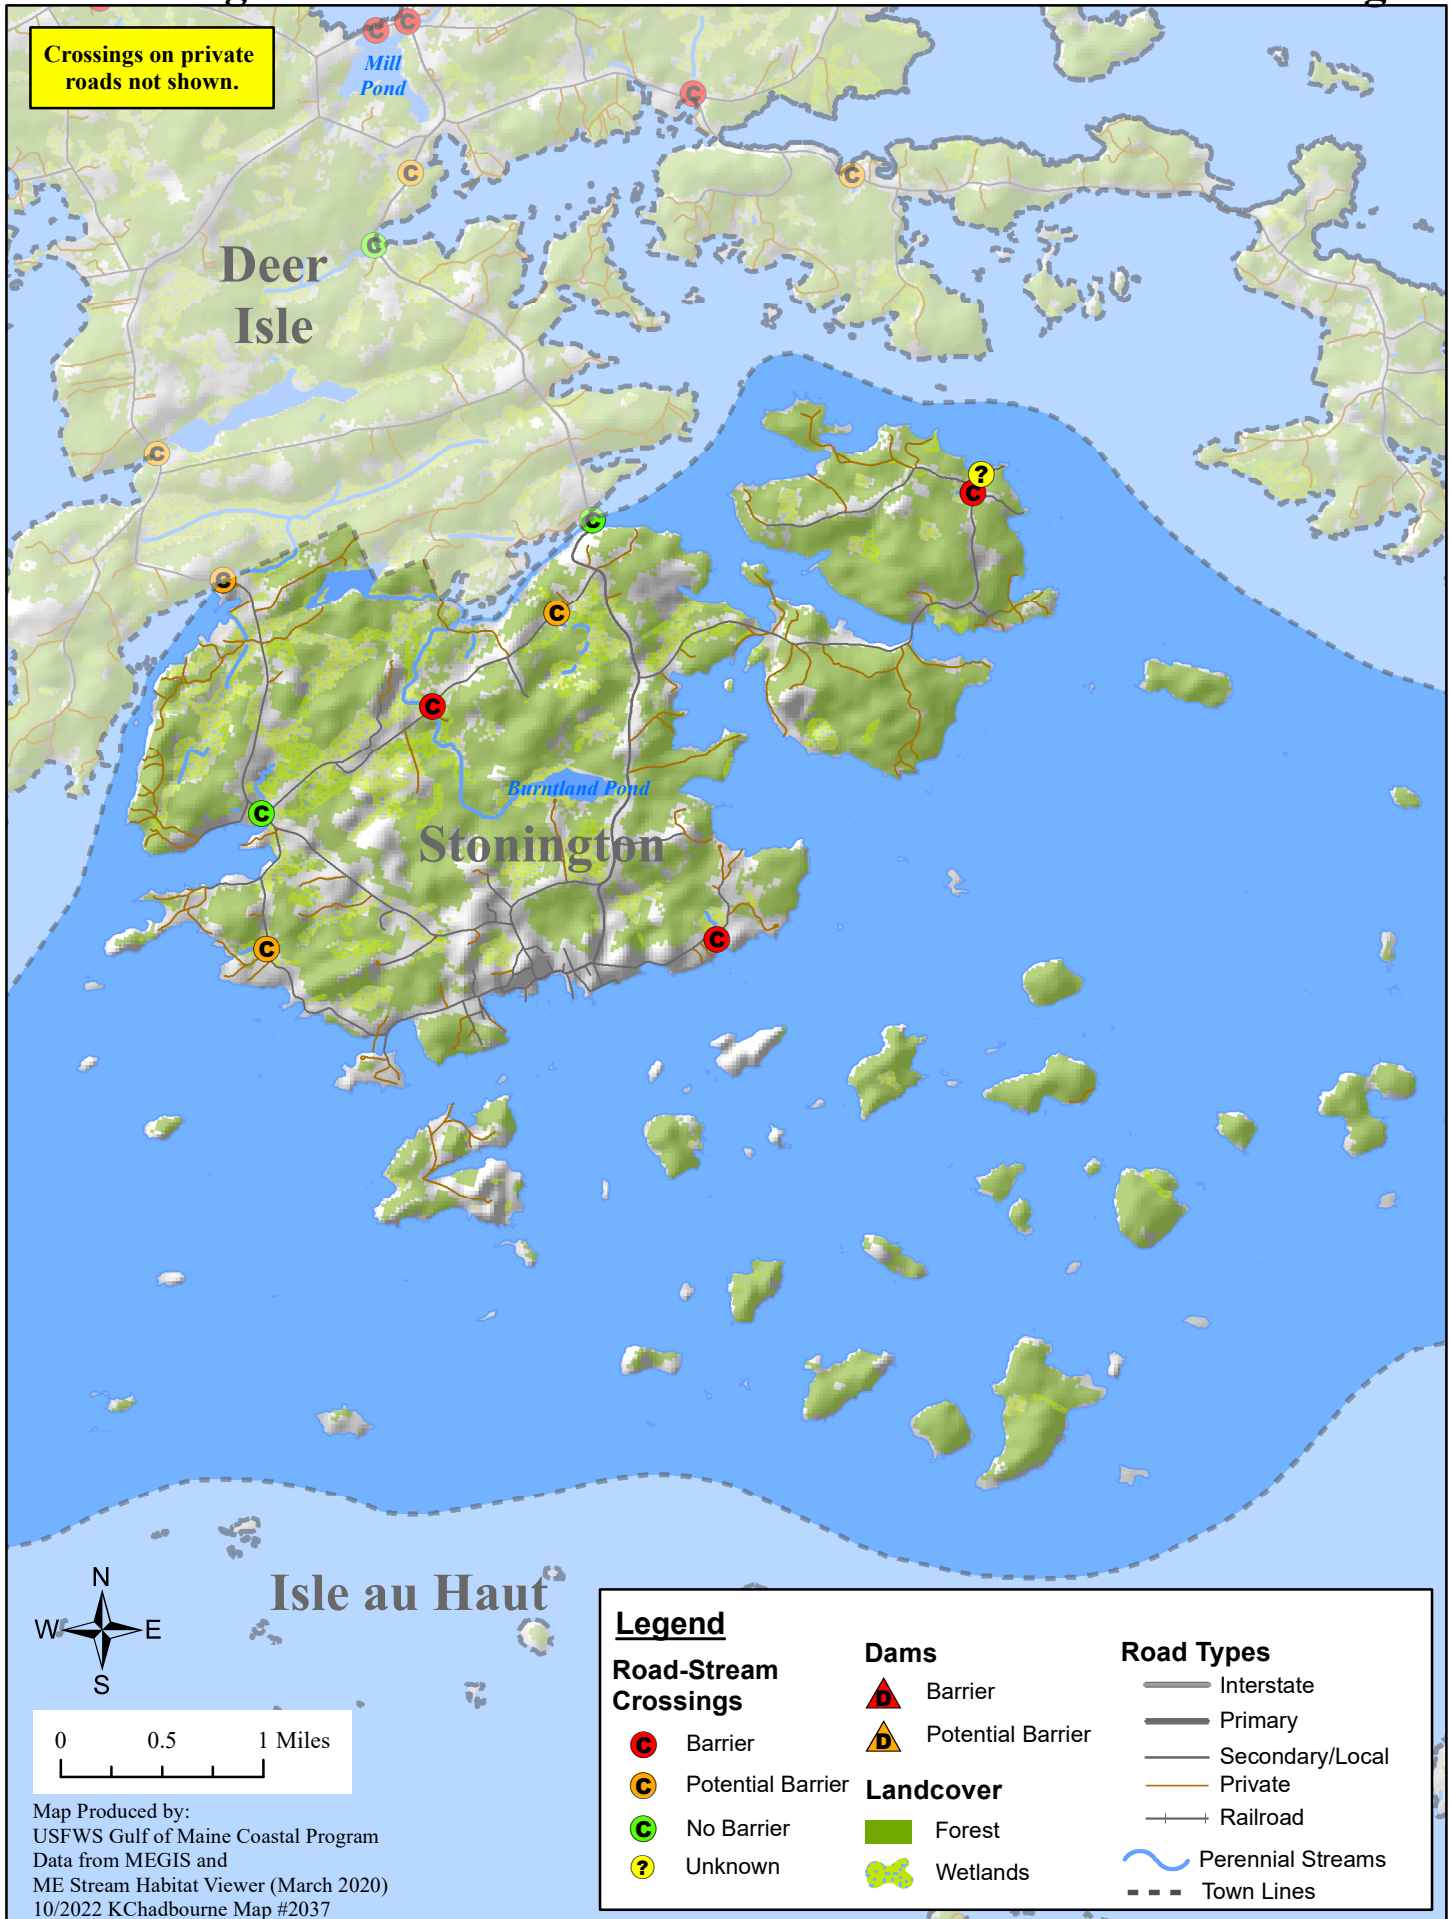 Crossings on private
roads not shown.
C
C
Mill
Pond
C
C
C
C
Deer
Isle
C
?
C
C
C
C
C
Burntland Pond
C
Stonington
C
C
Isle au Haut
N
W
E
S
0 0.5 1 Miles
Map Produced by:
USFWS Gulf of Maine Coastal Program
Data from MEGIS and
ME Stream Habitat Viewer (March 2020)
10/2022 KChadbourne Map #2037
Legend
Road-Stream
Crossings
C Barrier
C Potential Barrier
C No Barrier
? Unknown
Dams
D Barrier
D Potential Barrier
Landcover
Forest
Wetlands
Road Types
Interstate
Primary
Secondary/Local
Private
Railroad
Perennial Streams
Town Lines